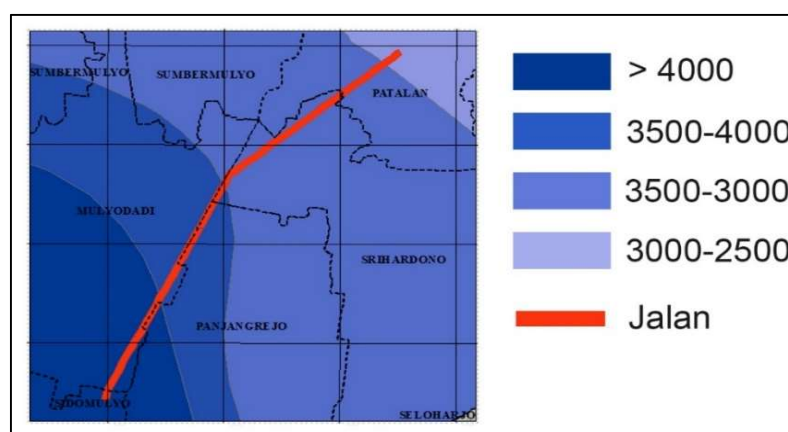 SUMBERMULYO
SUMBERMULYO
PATALAN
MULYODADI
SRIHARDONO
PANJANGREJO
SIDOMULYO
SELOHARJO
> 4000
3500-4000
3500-3000
3000-2500
Jalan